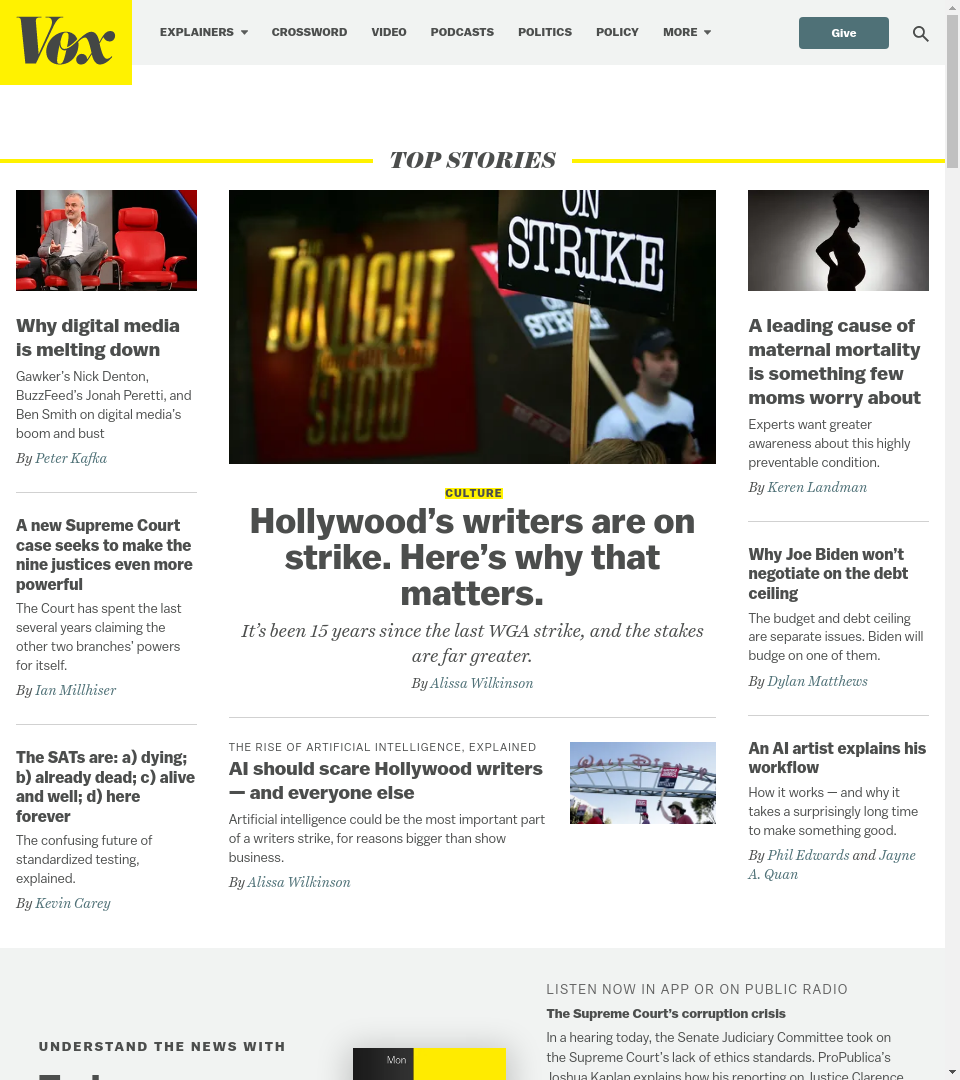 Vox
EXPLAINERS
CROSSWORD
VIDEO
PODCASTS
POLITICS
POLICY
MORE
Give
TOP STORIES
Why digital media
is melting down
Gawker’s Nick Denton,
BuzzFeed’s Jonah Peretti, and
Ben Smith on digital media’s
boom and bust
By Peter Kafka
A new Supreme Court
case seeks to make the
nine justices even more
powerful
The Court has spent the last
several years claiming the
other two branches’ powers
for itself.
By Ian Millhiser
The SATs are: a) dying;
b) already dead; c) alive
and well; d) here
forever
The confusing future of
standardized testing,
explained.
By Kevin Carey
TONIGHT
SHOW
ON
STRIKE
STRIKE
CULTURE
Hollywood’s writers are on
strike. Here’s why that
matters.
It’s been 15 years since the last WGA strike, and the stakes
are far greater.
By Alissa Wilkinson
THE RISE OF ARTIFICIAL INTELLIGENCE, EXPLAINED
AI should scare Hollywood writers
— and everyone else
Artificial intelligence could be the most important part
of a writers strike, for reasons bigger than show
business.
By Alissa Wilkinson
WALT DISNEY
A leading cause of
maternal mortality
is something few
moms worry about
Experts want greater
awareness about this highly
preventable condition.
By Keren Landman
Why Joe Biden won’t
negotiate on the debt
ceiling
The budget and debt ceiling
are separate issues. Biden will
budge on one of them.
By Dylan Matthews
An AI artist explains his
workflow
How it works — and why it
takes a surprisingly long time
to make something good.
By Phil Edwards and Jayne
A. Quan
UNDERSTAND THE NEWS WITH
Mon
LISTEN NOW IN APP OR ON PUBLIC RADIO
The Supreme Court’s corruption crisis
In a hearing today, the Senate Judiciary Committee took on
the Supreme Court’s lack of ethics standards. ProPublica’s
Joshua Kaplan explains how his reporting on Justice Clarence